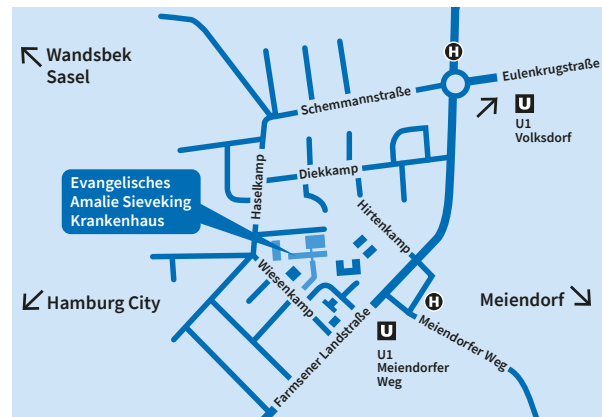 Wandsbek
Sasel
H
Eulenkrugstraße
Schemmannstraße
U
U1
Volksdorf
Diekkamp
Haselkamp
Evangelisches
Amalie Sieveking
Krankenhaus
Hirtenkamp
Wiesenkamp
Hamburg City
Meiendorf
H
Farmsener Landstraße
Meiendorfer Weg
U
U1
Meiendorfer
Weg